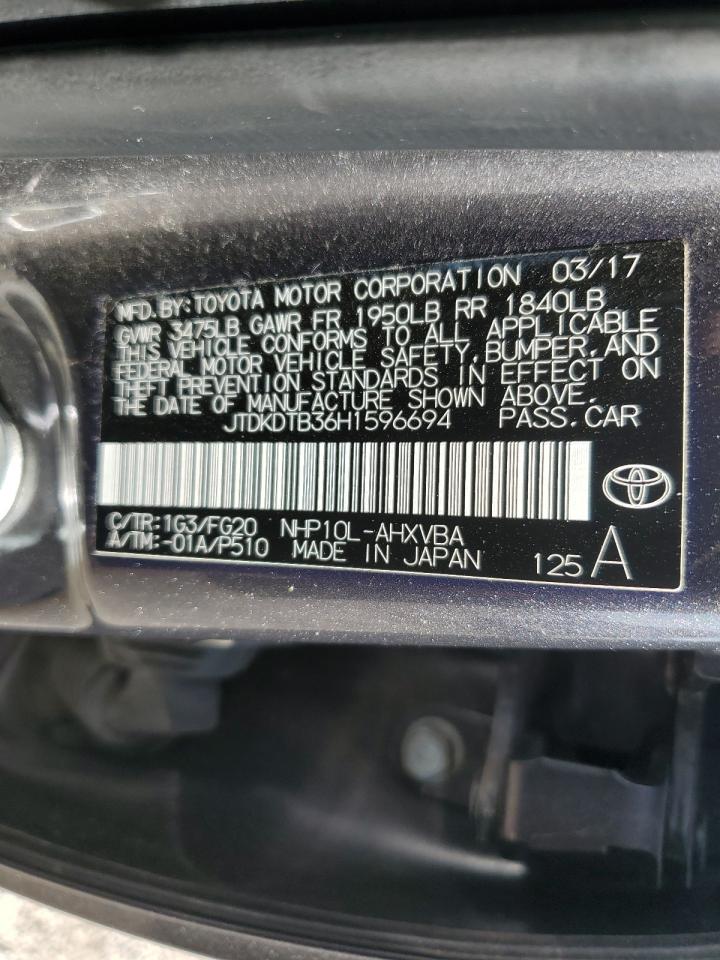 MFD. BY: TOYOTA MOTOR CORPORATION 03/17
GVWR 3475LB GAWR FR 1950LB RR 1840LB
THIS VEHICLE CONFORMS TO ALL APPLICABLE
FEDERAL MOTOR VEHICLE SAFETY, BUMPER, AND
THEFT PREVENTION STANDARDS IN EFFECT ON
THE DATE OF MANUFACTURE SHOWN ABOVE.
JTDKDTB36H1596694 PASS. CAR
C/TR: 1G3/FG20 NHP10L-AHXVBA
A/TM: -01A/P510 MADE IN JAPAN 125 A